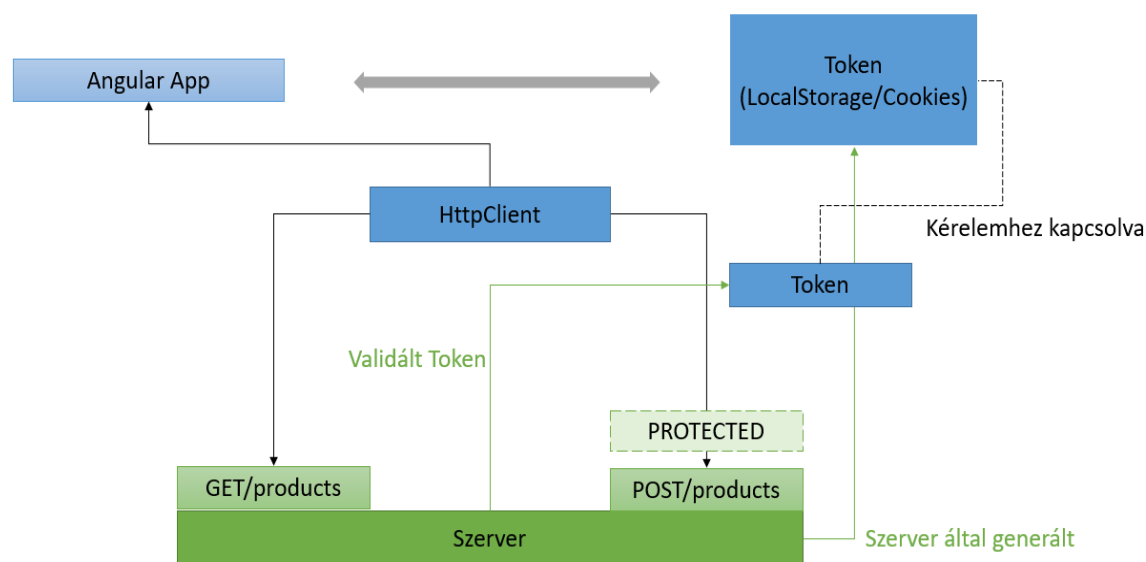 Angular App
Token
(LocalStorage/Cookies)
HttpClient
Kérelemhez kapcsolva
Token
Validált Token
PROTECTED
GET/products
POST/products
Szerver
Szerver által generált